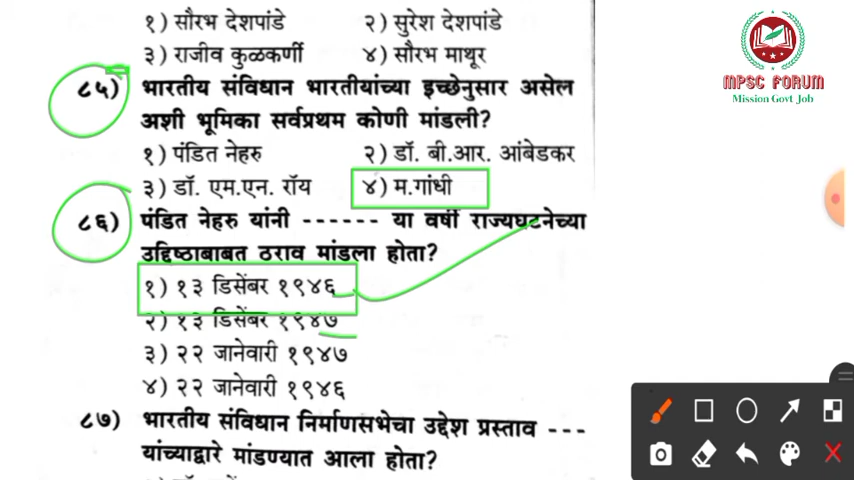 १) सौरभ देशपांडे २) सुरेश देशपांडे
३) राजीव कुळकर्णी ४) सौरभ माथूर
MPSC FORUM
Mission Govt Job
८५) भारतीय संविधान भारतीयांच्या इच्छेनुसार असेल
अशी भूमिका सर्वप्रथम कोणी मांडली?
१) पंडित नेहरु २) डॉ. बी.आर. आंबेडकर
३) डॉ. एम.एन. रॉय ४) म.गांधी
८६) पंडित नेहरु यांनी ------ या वर्षी राज्यघटनेच्या
उद्दिष्ठाबाबत ठराव मांडला होता?
१) १३ डिसेंबर १९४६
२) १३ डिसेंबर १९४७
३) २२ जानेवारी १९४७
४) २२ जानेवारी १९४६
८७) भारतीय संविधान निर्माणसभेचा उद्देश प्रस्ताव ---
यांच्याद्वारे मांडण्यात आला होता?